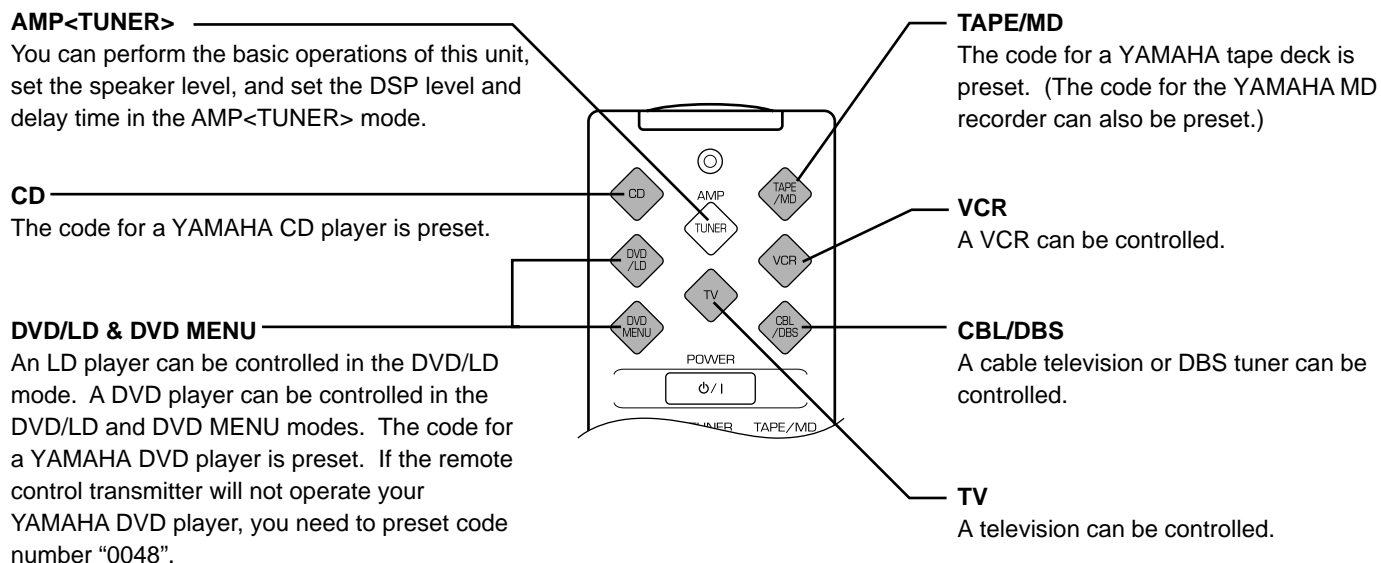 AMP<TUNER>
You can perform the basic operations of this unit,
set the speaker level, and set the DSP level and
delay time in the AMP<TUNER> mode.
CD
The code for a YAMAHA CD player is preset.
DVD/LD & DVD MENU
An LD player can be controlled in the DVD/LD
mode.  A DVD player can be controlled in the
DVD/LD and DVD MENU modes.  The code for
a YAMAHA DVD player is preset.  If the remote
control transmitter will not operate your
YAMAHA DVD player, you need to preset code
number “0048”.
CD
AMP
TUNER
TAPE
/MD
DVD
/LD
VCR
TV
DVD
MENU
CBL
/DBS
POWER
⏻/I
TAPE/MD
TAPE/MD
The code for a YAMAHA tape deck is
preset.  (The code for the YAMAHA MD
recorder can also be preset.)
VCR
A VCR can be controlled.
CBL/DBS
A cable television or DBS tuner can be
controlled.
TV
A television can be controlled.